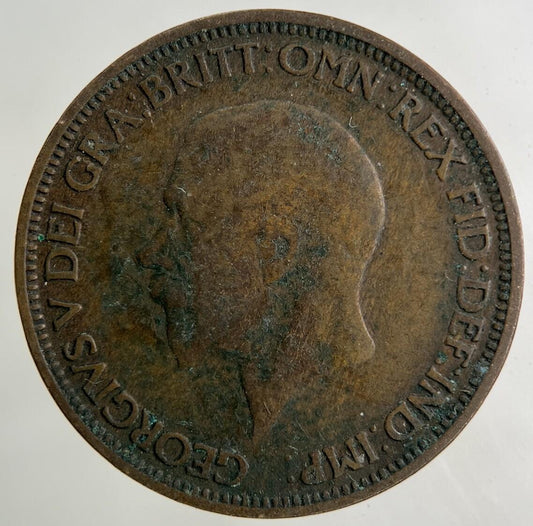 GEORGIVS V DEI GRA: BRITT: OMN: REX FID: DEF: IND: IMP: